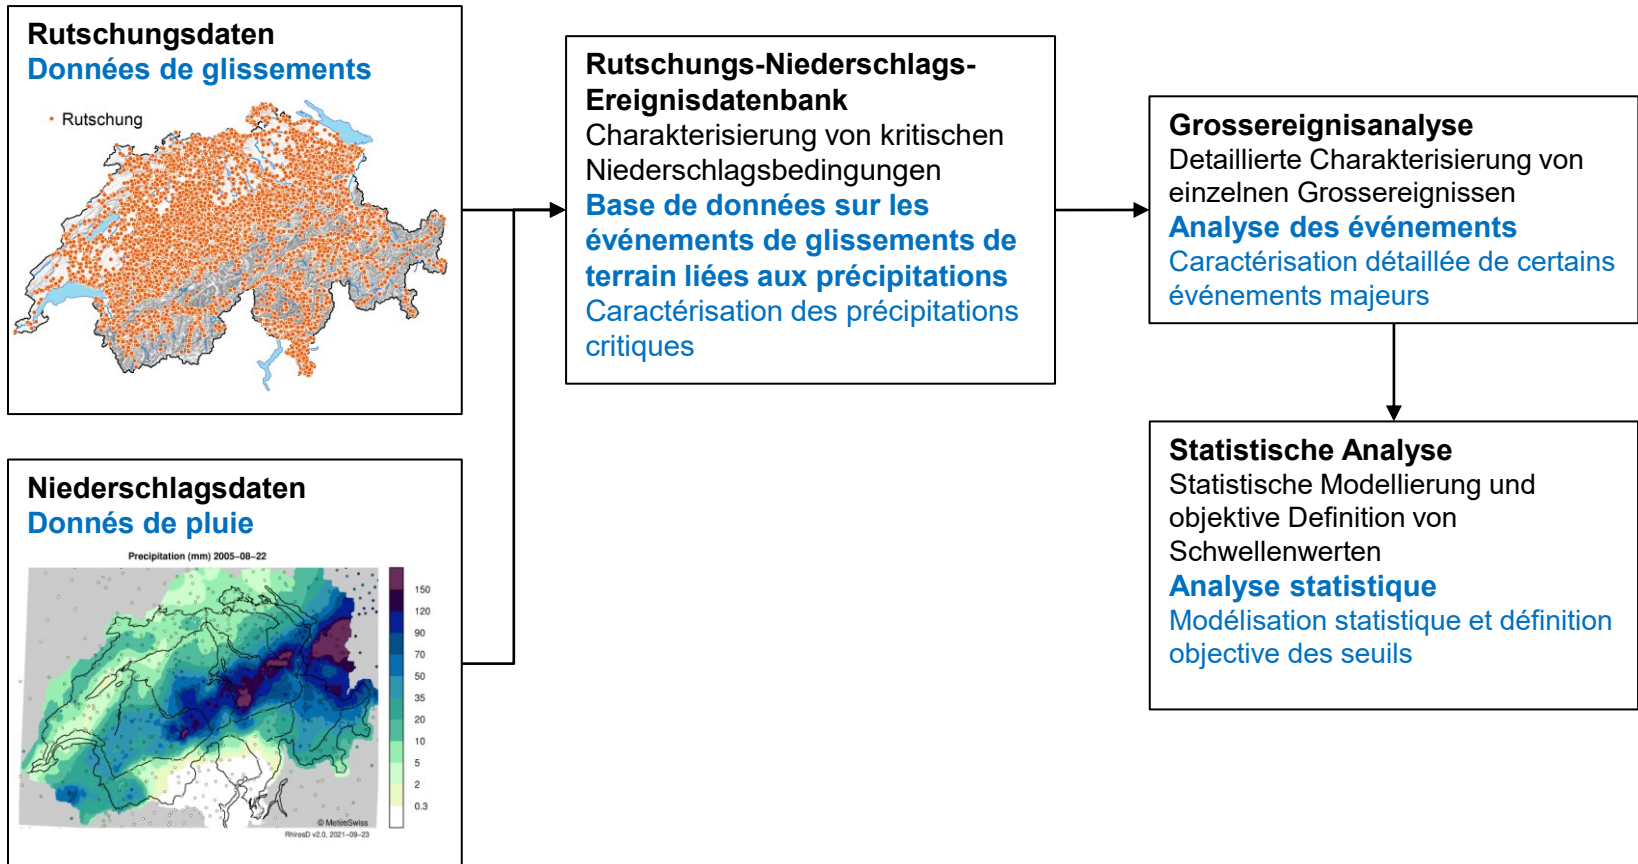 Rutschungsdaten
Données de glissements
Rutschung
Niederschlagsdaten
Donnés de pluie
Precipitation (mm) 2005-08-22
150
120
90
70
50
35
20
10
5
2
0.3
© MeteoSwiss
RhiresD v2.0, 2021-09-23
Rutschungs-Niederschlags-
Ereignisdatenbank
Charakterisierung von kritischen
Niederschlagsbedingungen
Base de données sur les
événements de glissements de
terrain liées aux précipitations
Caractérisation des précipitations
critiques
Grossereignisanalyse
Detaillierte Charakterisierung von
einzelnen Grossereignissen
Analyse des événements
Caractérisation détaillée de certains
événements majeurs
Statistische Analyse
Statistische Modellierung und
objektive Definition von
Schwellenwerten
Analyse statistique
Modélisation statistique et définition
objective des seuils